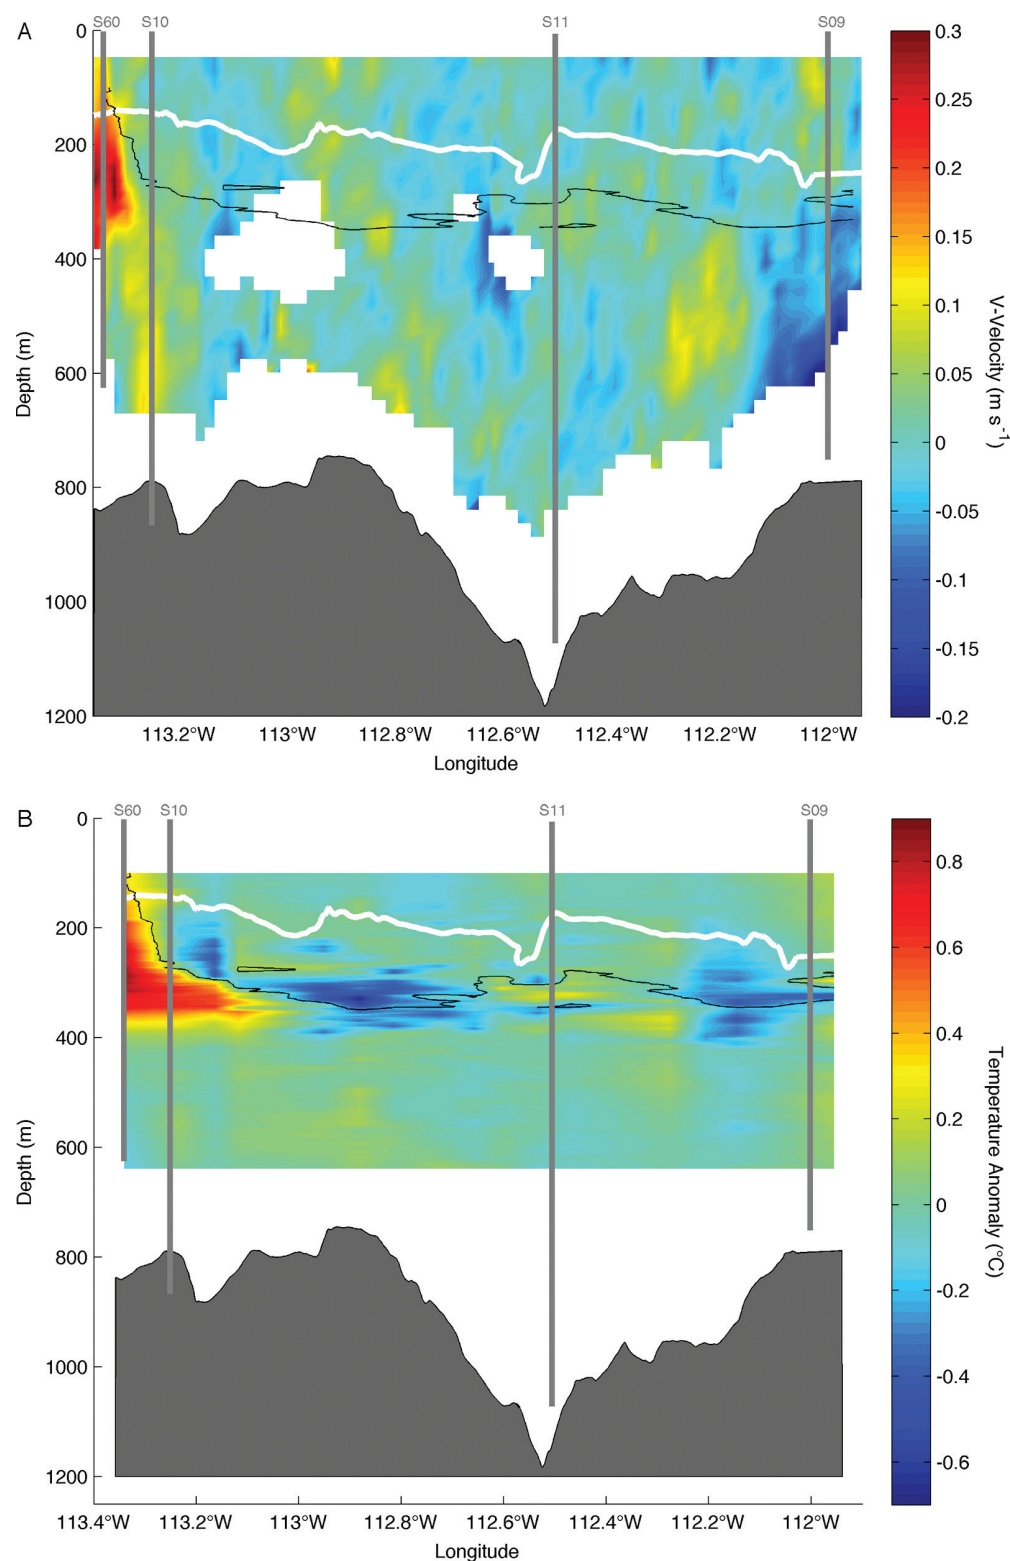 A
S60 S10 S11 S09
0
200
400
600
800
1000
1200
Depth (m)
113.2°W 113°W 112.8°W 112.6°W 112.4°W 112.2°W 112°W
Longitude
0.3
0.25
0.2
0.15
0.1
0.05
0
-0.05
-0.1
-0.15
-0.2
V-Velocity (m s⁻¹)
B
S60 S10 S11 S09
0
200
400
600
800
1000
1200
Depth (m)
113.4°W 113.2°W 113°W 112.8°W 112.6°W 112.4°W 112.2°W 112°W
Longitude
0.8
0.6
0.4
0.2
0
-0.2
-0.4
-0.6
Temperature Anomaly (°C)